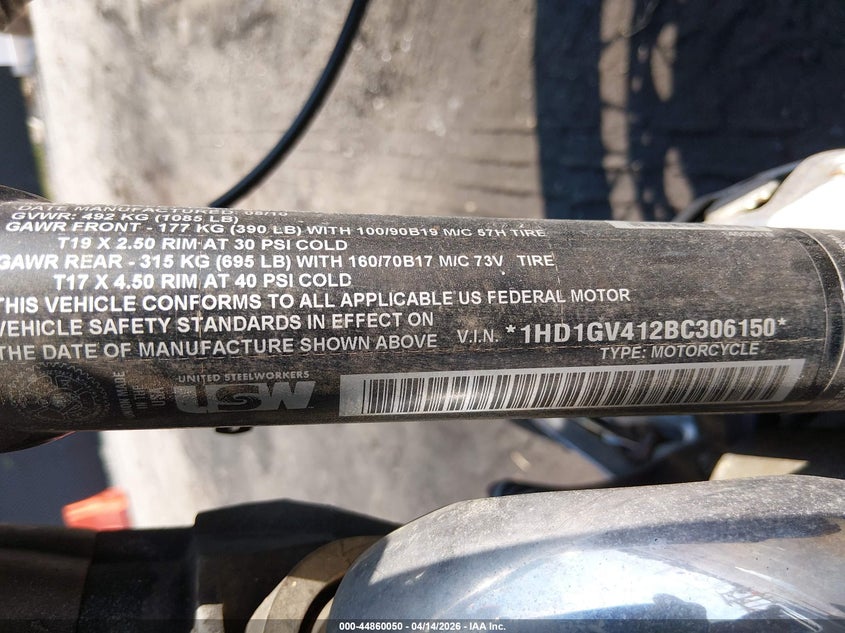 DATE MANUFACTURED, 08/10
GVWR: 492 KG (1085 LB)
GAWR FRONT - 177 KG (390 LB) WITH 100/90B19 M/C 57H TIRE
T19 X 2.50 RIM AT 30 PSI COLD
GAWR REAR - 315 KG (695 LB) WITH 160/70B17 M/C 73V TIRE
T17 X 4.50 RIM AT 40 PSI COLD
THIS VEHICLE CONFORMS TO ALL APPLICABLE US FEDERAL MOTOR
VEHICLE SAFETY STANDARDS IN EFFECT ON
THE DATE OF MANUFACTURE SHOWN ABOVE
V.I.N. *1HD1GV412BC306150*
TYPE: MOTORCYCLE
UNITED STEELWORKERS
USW
000-44860050 - 04/14/2026 - IAA Inc.